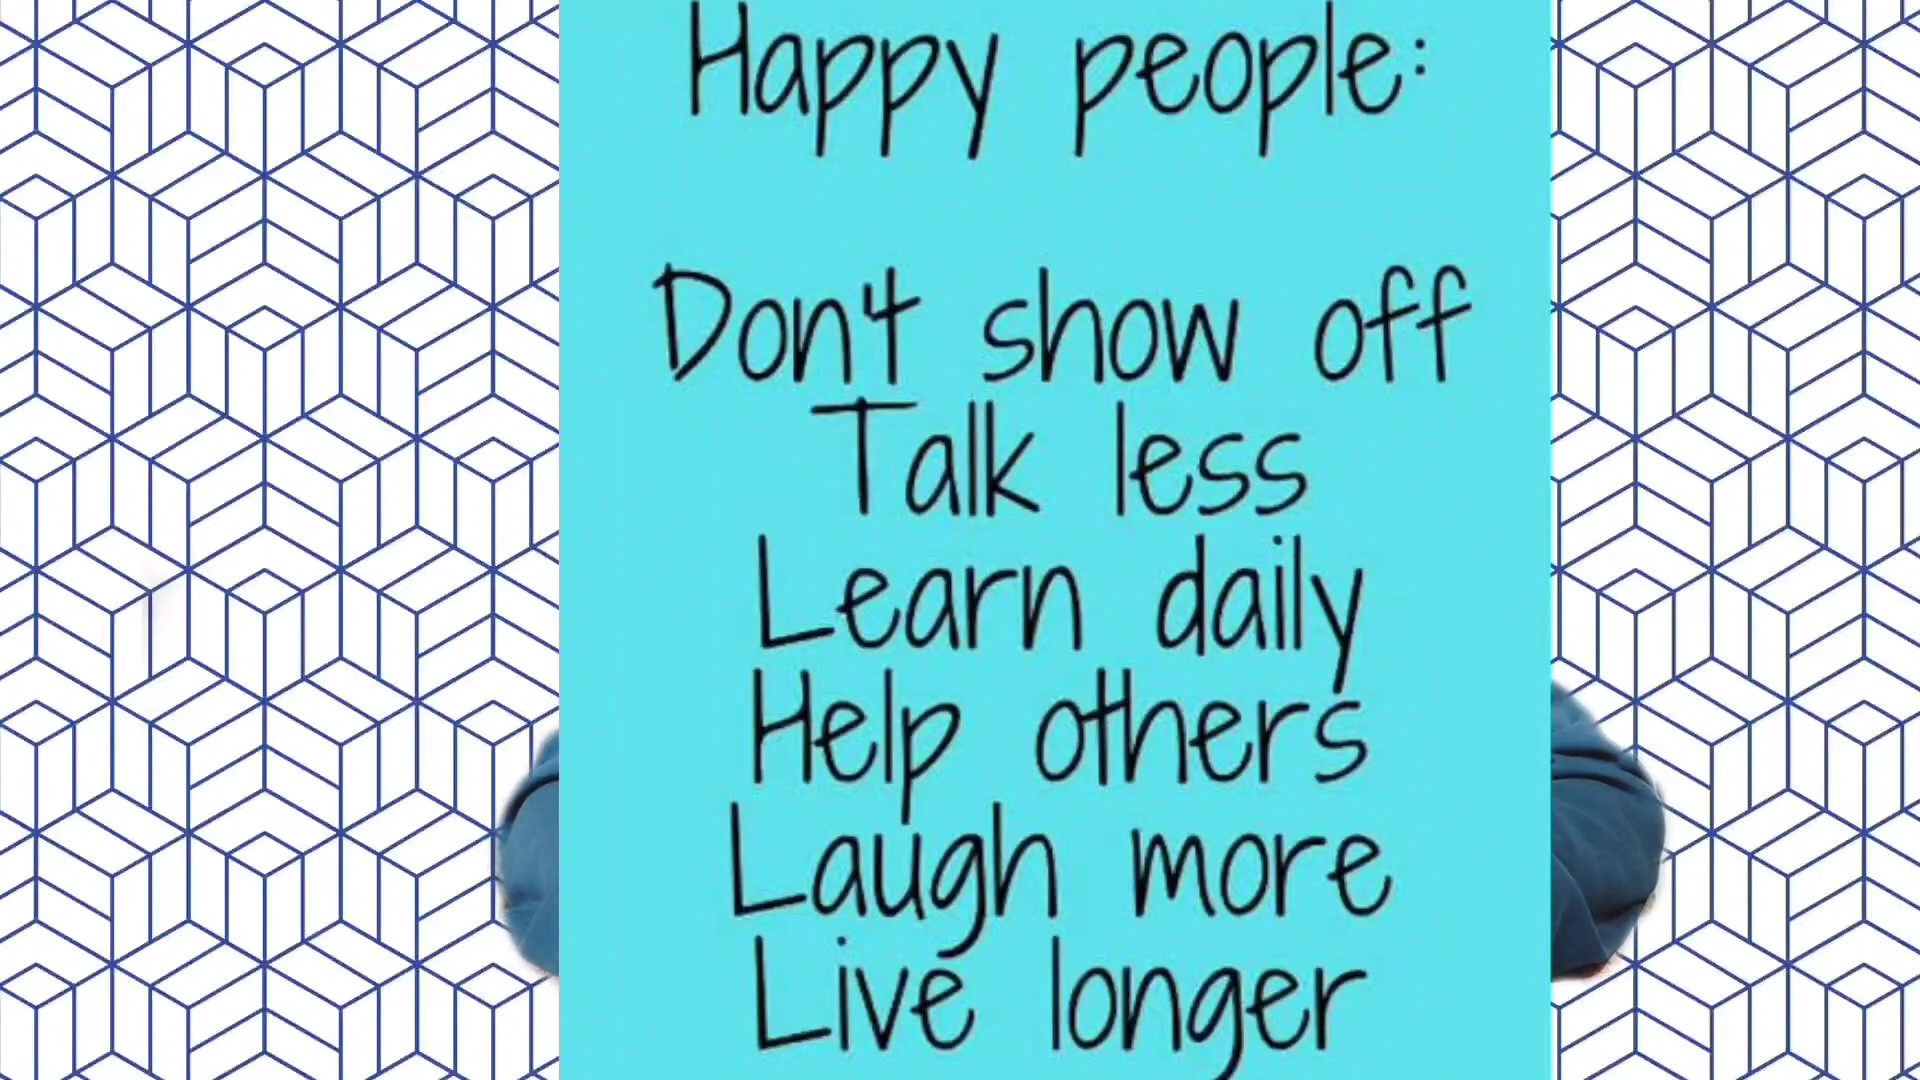 Happy people:
Don't show off
Talk less
Learn daily
Help others
Laugh more
Live longer